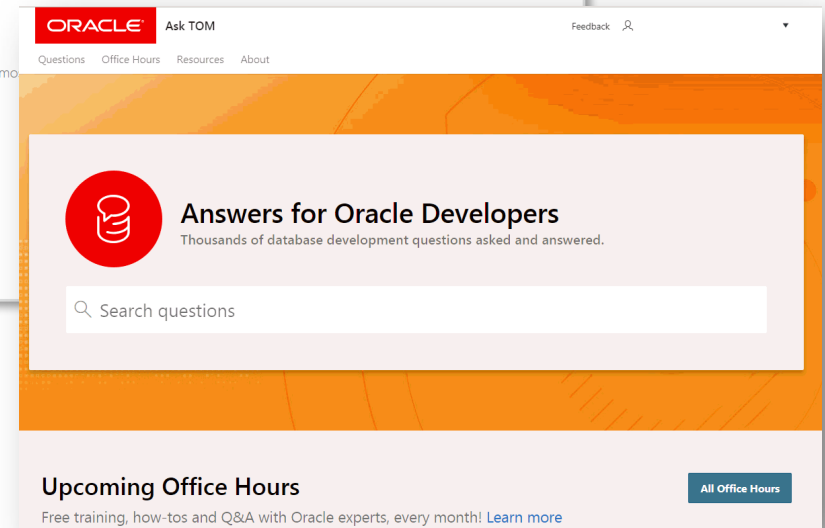 ORACLE Ask TOM Feedback
Questions Office Hours Resources About
Answers for Oracle Developers
Thousands of database development questions asked and answered.
Search questions
Upcoming Office Hours
All Office Hours
Free training, how-tos and Q&A with Oracle experts, every month! Learn more